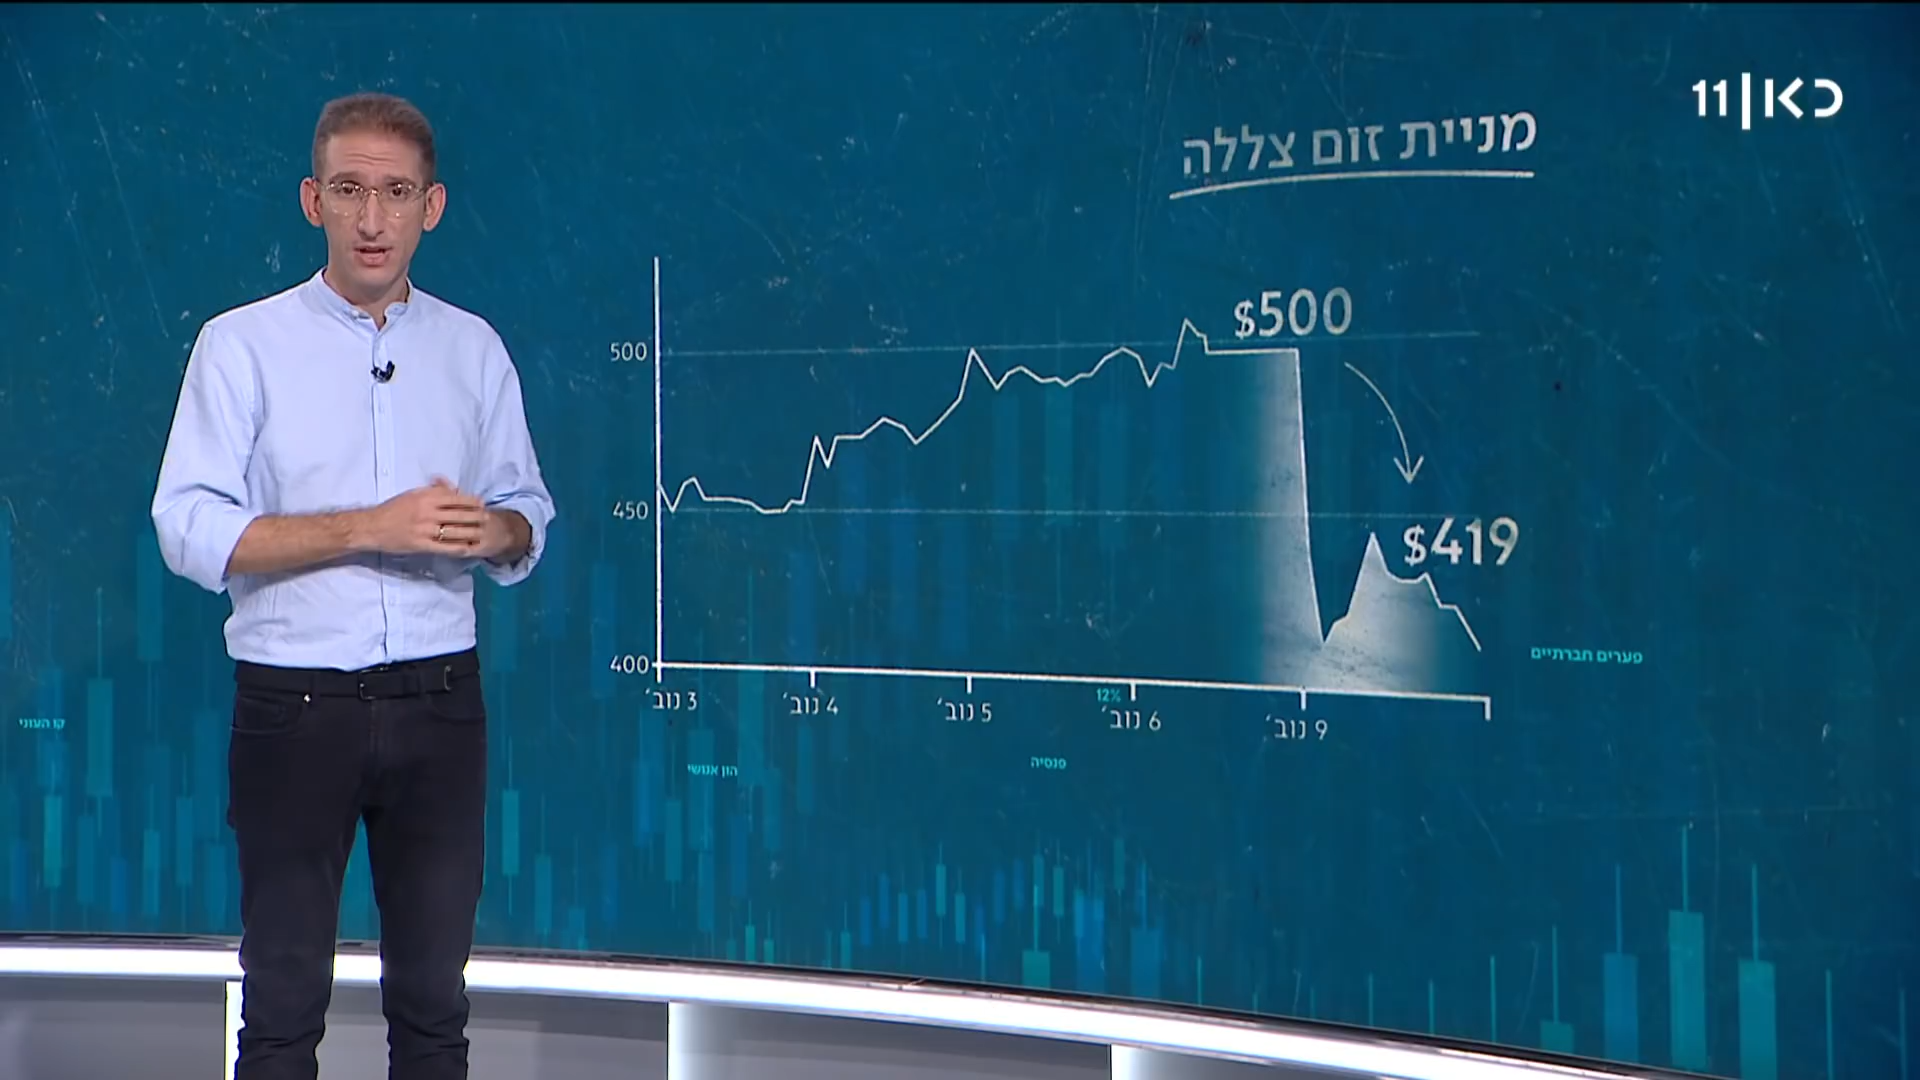 כאן 11
מניית זום צללה
$500
500
450
$419
400
3 נוב׳
4 נוב׳
5 נוב׳
12%
6 נוב׳
9 נוב׳
פערים חברתיים
קו העוני
הון אנושי
פנסיה